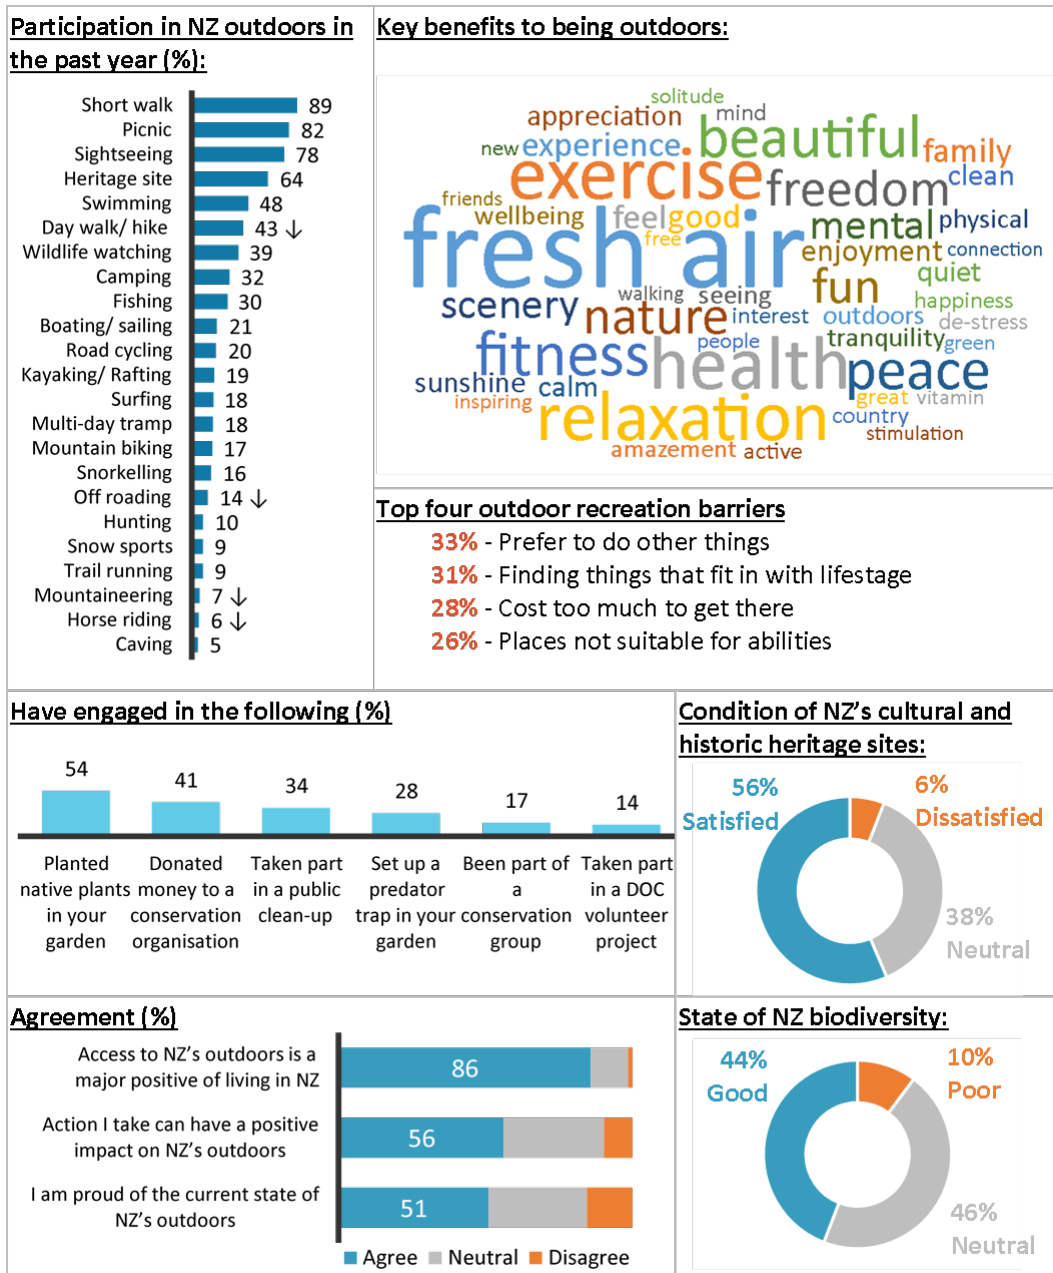 Participation in NZ outdoors in
the past year (%):
Short walk 89
Picnic 82
Sightseeing 78
Heritage site 64
Swimming 48
Day walk/ hike 43 ↓
Wildlife watching 39
Camping 32
Fishing 30
Boating/ sailing 21
Road cycling 20
Kayaking/ Rafting 19
Surfing 18
Multi-day tramp 18
Mountain biking 17
Snorkelling 16
Off roading 14 ↓
Hunting 10
Snow sports 9
Trail running 9
Mountaineering 7 ↓
Horse riding 6 ↓
Caving 5
Key benefits to being outdoors:
solitude
appreciation mind
new experience beautiful family
exercise freedom clean
friends
wellbeing feel good mental physical
fresh air free enjoyment connection
quiet
scenery walking seeing fun happiness
nature interest outdoors de-stress
people tranquility green
fitness health peace
sunshine calm
inspiring relaxation great vitamin
country
stimulation
amazement active
Top four outdoor recreation barriers
33% - Prefer to do other things
31% - Finding things that fit in with lifestage
28% - Cost too much to get there
26% - Places not suitable for abilities
Have engaged in the following (%)
54 41 34 28 17 14
Planted Donated Taken part Set up a Been part of Taken part
native plants money to a in a public predator a in a DOC
in your conservation clean-up trap in your conservation volunteer
garden organisation garden group project
Condition of NZ's cultural and
historic heritage sites:
56% 6%
Satisfied Dissatisfied
38%
Neutral
Agreement (%)
Access to NZ's outdoors is a
major positive of living in NZ
86
Action I take can have a positive
impact on NZ's outdoors
56
I am proud of the current state of
NZ's outdoors
51
Agree Neutral Disagree
State of NZ biodiversity:
44% 10%
Good Poor
46%
Neutral